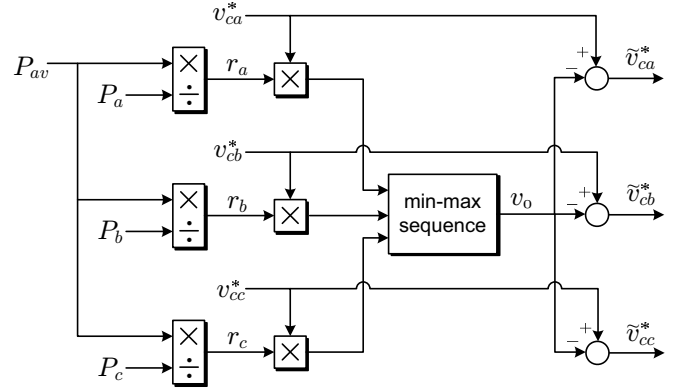 v*ca
+
ṽ*ca
Pav
×
ra
×
−
Pa
÷
v*cb
+
ṽ*cb
×
rb
×
min-max
sequence
vo
−
Pb
÷
v*cc
+
ṽ*cc
×
rc
×
−
Pc
÷